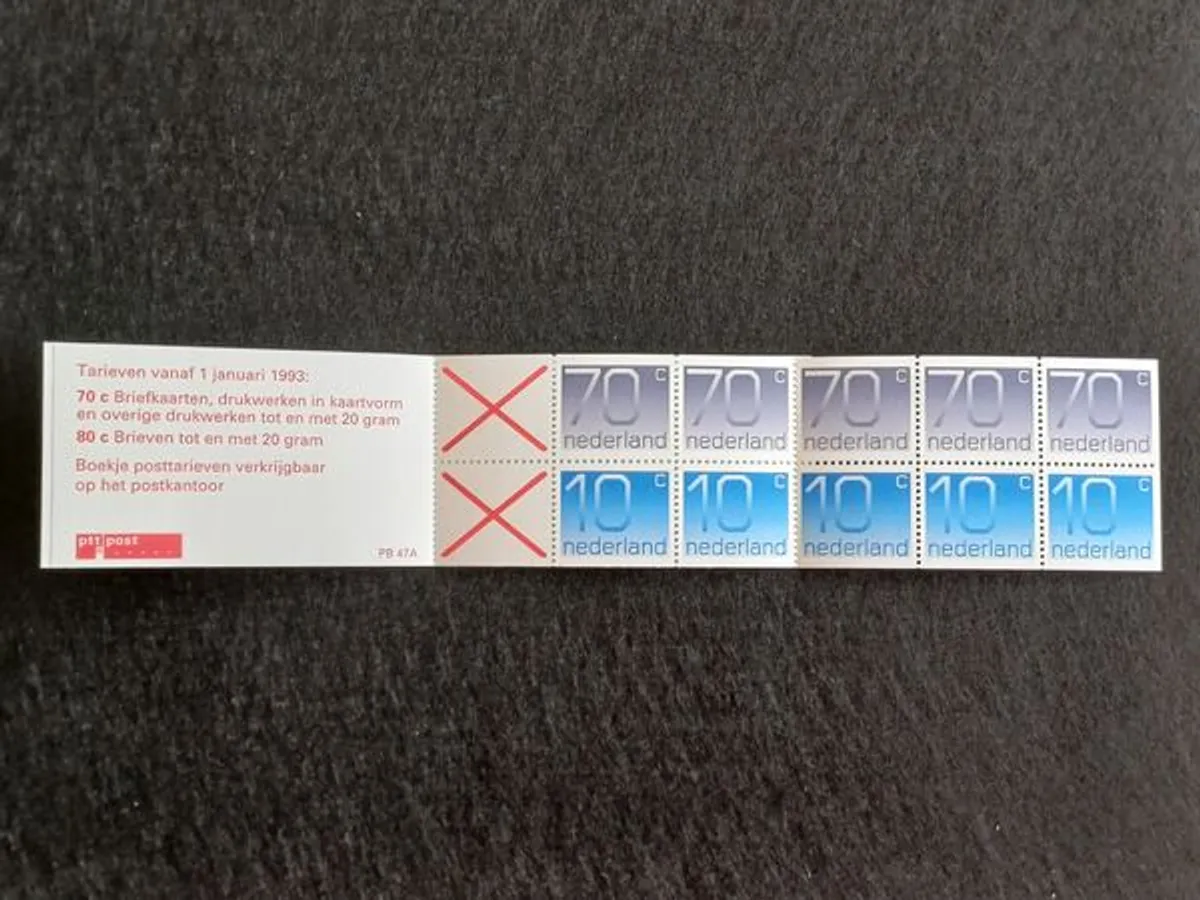 Tarieven vanaf 1 januari 1993:
70 c Briefkaarten, drukwerken in kaartvorm
en overige drukwerken tot en met 20 gram
80 c Brieven tot en met 20 gram
Boekje posttarieven verkrijgbaar
op het postkantoor
ptt post
PB 47A
70 c
nederland
70 c
nederland
70 c
nederland
70 c
nederland
70 c
nederland
10 c
nederland
10 c
nederland
10 c
nederland
10 c
nederland
10 c
nederland